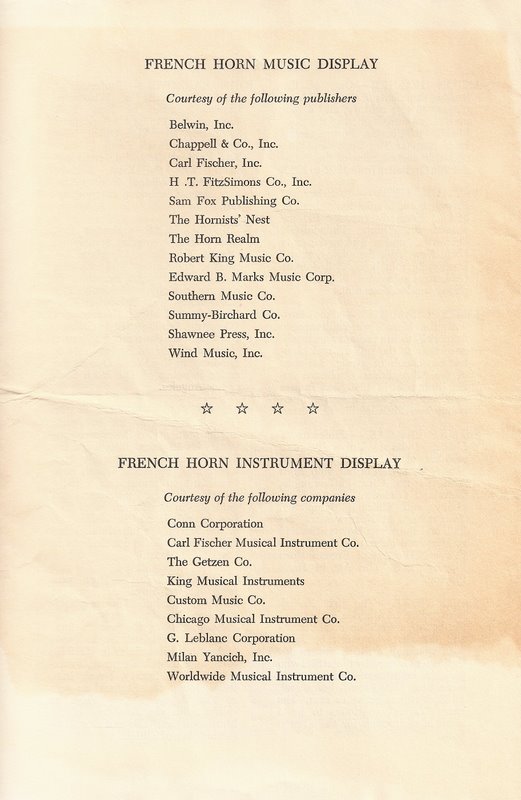 FRENCH HORN MUSIC DISPLAY
Courtesy of the following publishers
Belwin, Inc.
Chappell & Co., Inc.
Carl Fischer, Inc.
H .T. FitzSimons Co., Inc.
Sam Fox Publishing Co.
The Hornists' Nest
The Horn Realm
Robert King Music Co.
Edward B. Marks Music Corp.
Southern Music Co.
Summy-Birchard Co.
Shawnee Press, Inc.
Wind Music, Inc.
☆ ☆ ☆ ☆
FRENCH HORN INSTRUMENT DISPLAY
Courtesy of the following companies
Conn Corporation
Carl Fischer Musical Instrument Co.
The Getzen Co.
King Musical Instruments
Custom Music Co.
Chicago Musical Instrument Co.
G. Leblanc Corporation
Milan Yancich, Inc.
Worldwide Musical Instrument Co.